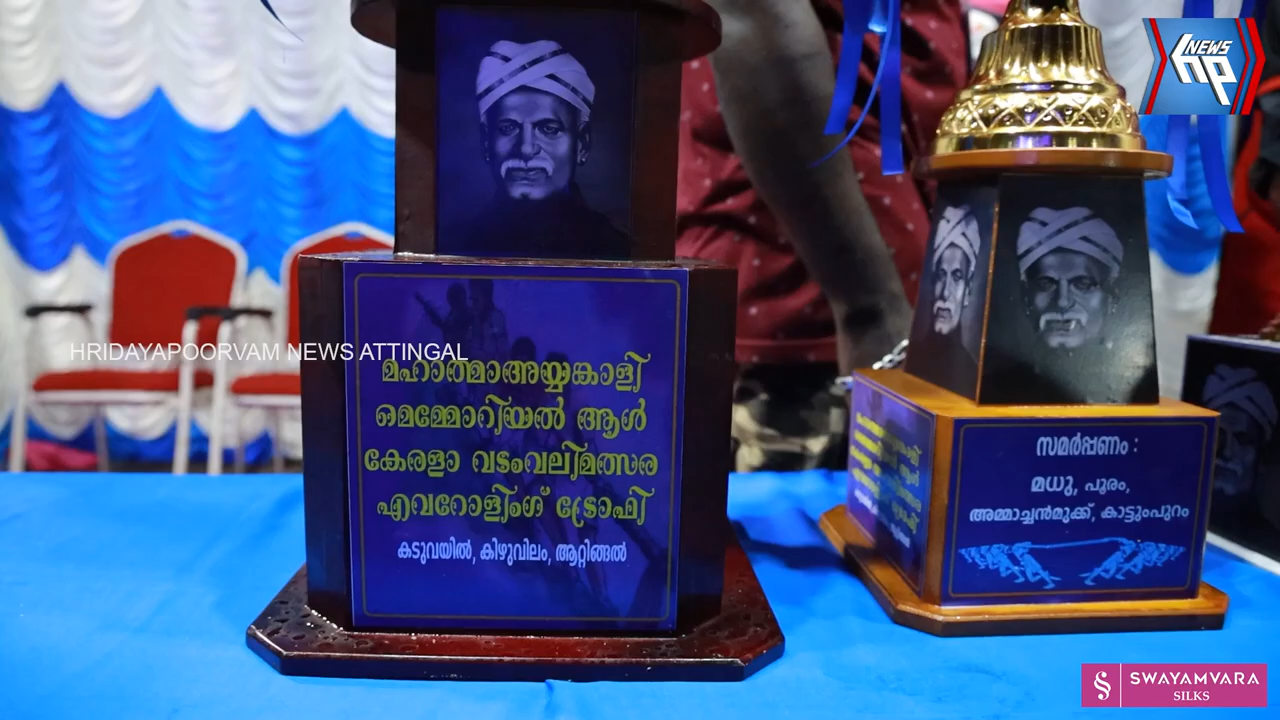 NEWS
HRIDAYAPOORVAM NEWS ATTINGAL
മഹാത്മാഅയ്യങ്കാളി
മെമ്മോറിയൽ ആൾ
കേരളാ വടംവലിമത്സര
എവറോളിംഗ് ട്രോഫി
കടുവയിൽ, കിഴുവിലം, ആറ്റിങ്ങൽ
സമർപ്പണം :
മധു, പൂരം,
അമ്മാച്ചൻമുക്ക്, കാട്ടുംപുറം
SWAYAMVARA
SILKS